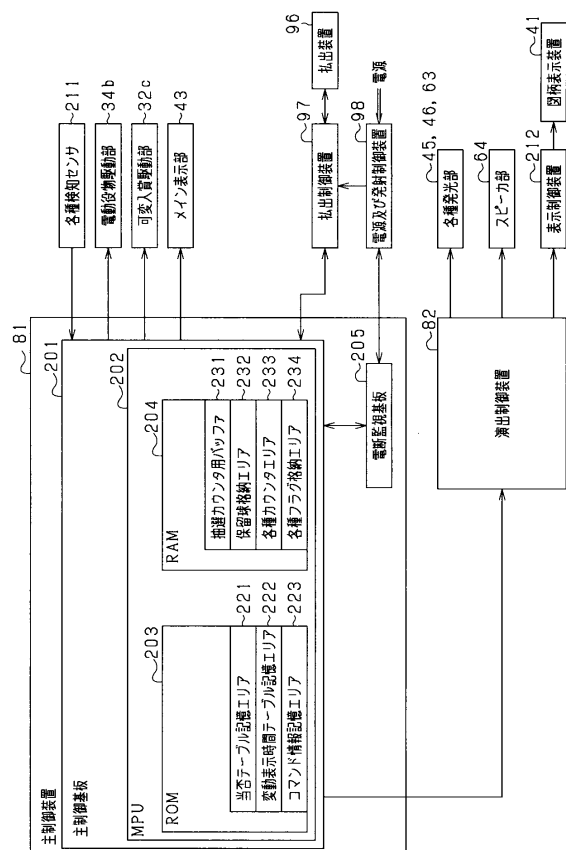 主制御装置
81
主制御基板
201
MPU
202
ROM
203
当否テーブル記憶エリア
221
変動表示時間テーブル記憶エリア
222
コマンド情報記憶エリア
223
RAM
204
抽選カウンタ用バッファ
231
保留球格納エリア
232
各種カウンタエリア
233
各種フラグ格納エリア
234
電断監視基板
205
各種検知センサ
211
電動役物駆動部
34b
可変入賞駆動部
32c
メイン表示部
43
払出制御装置
97
払出装置
96
電源及び発射制御装置
98
電源
演出制御装置
82
各種発光部
45, 46, 63
スピーカ部
64
表示制御装置
212
図柄表示装置
41